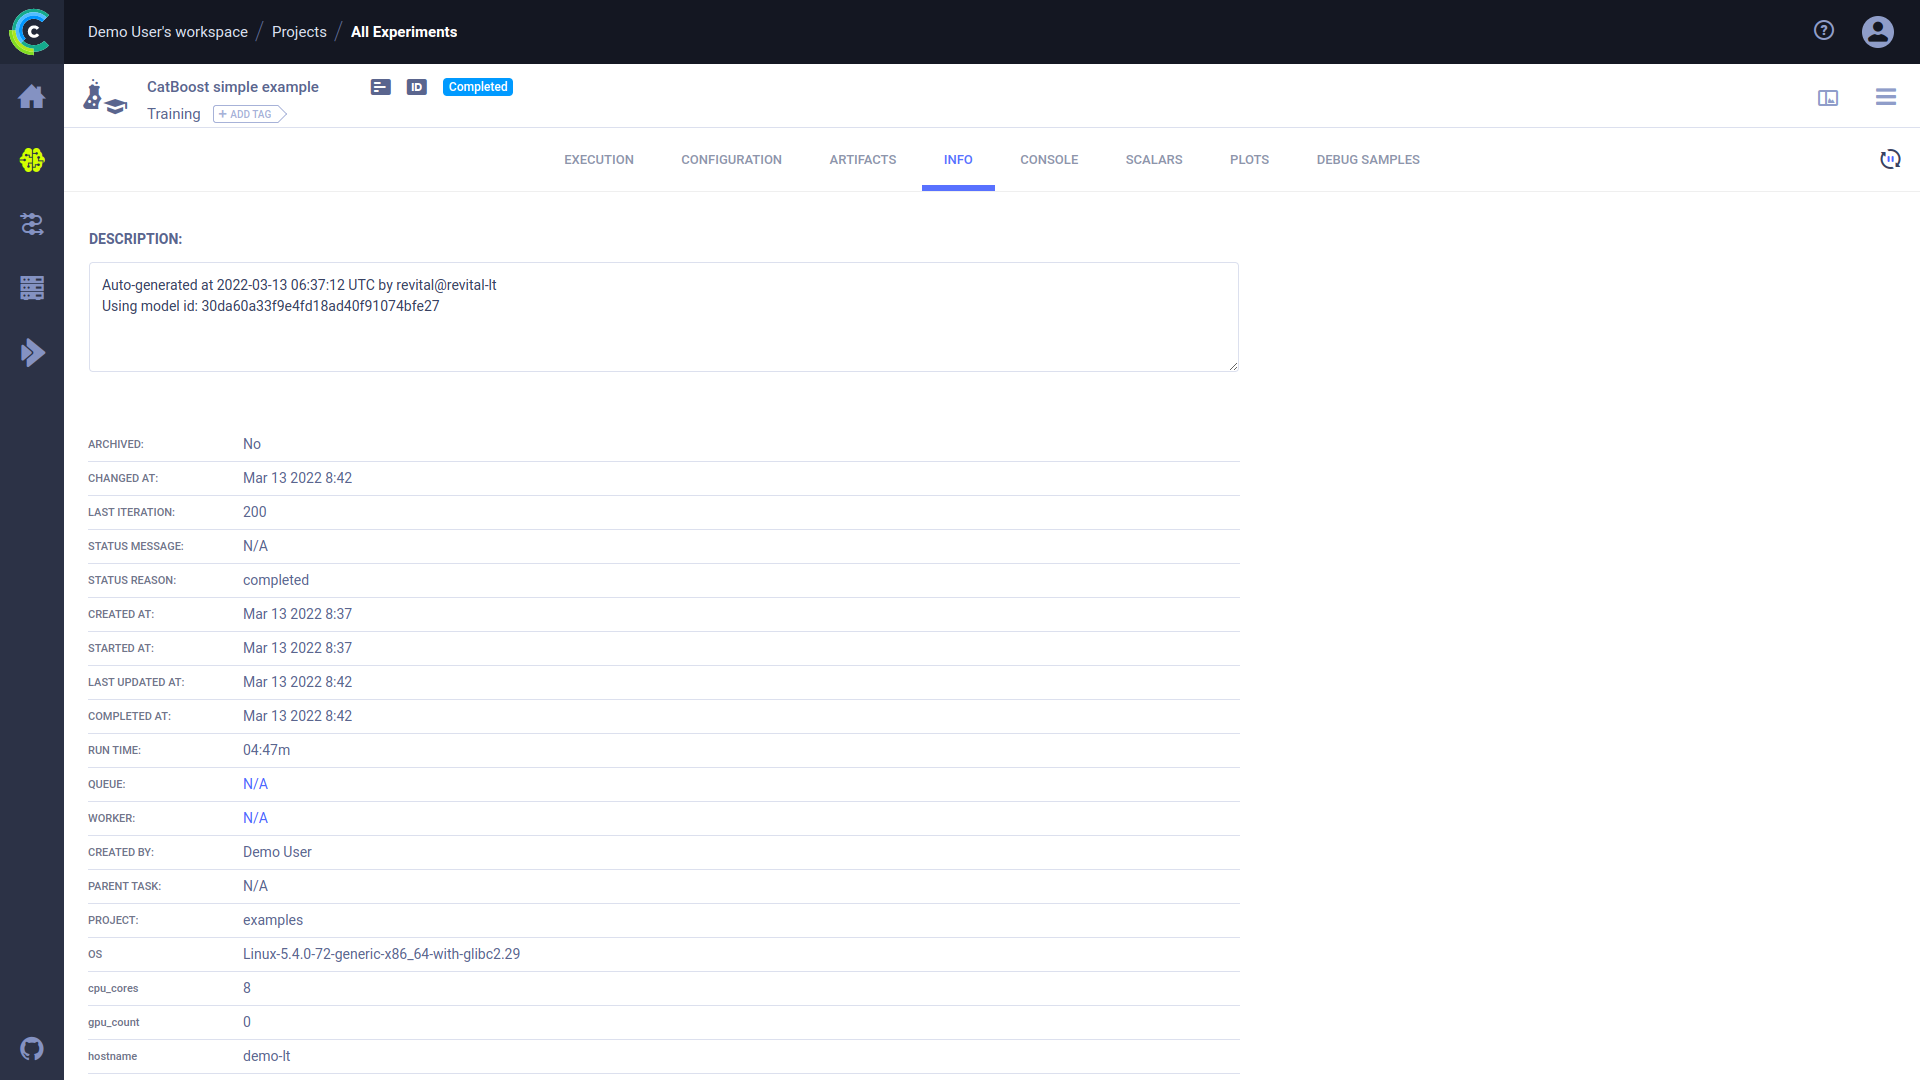 Demo User's workspace / Projects / All Experiments
CatBoost simple example ID Completed
Training + ADD TAG
EXECUTION CONFIGURATION ARTIFACTS INFO CONSOLE SCALARS PLOTS DEBUG SAMPLES
DESCRIPTION:
Auto-generated at 2022-03-13 06:37:12 UTC by revital@revital-lt
Using model id: 30da60a33f9e4fd18ad40f91074bfe27
ARCHIVED: No
CHANGED AT: Mar 13 2022 8:42
LAST ITERATION: 200
STATUS MESSAGE: N/A
STATUS REASON: completed
CREATED AT: Mar 13 2022 8:37
STARTED AT: Mar 13 2022 8:37
LAST UPDATED AT: Mar 13 2022 8:42
COMPLETED AT: Mar 13 2022 8:42
RUN TIME: 04:47m
QUEUE: N/A
WORKER: N/A
CREATED BY: Demo User
PARENT TASK: N/A
PROJECT: examples
OS Linux-5.4.0-72-generic-x86_64-with-glibc2.29
cpu_cores 8
gpu_count 0
hostname demo-lt